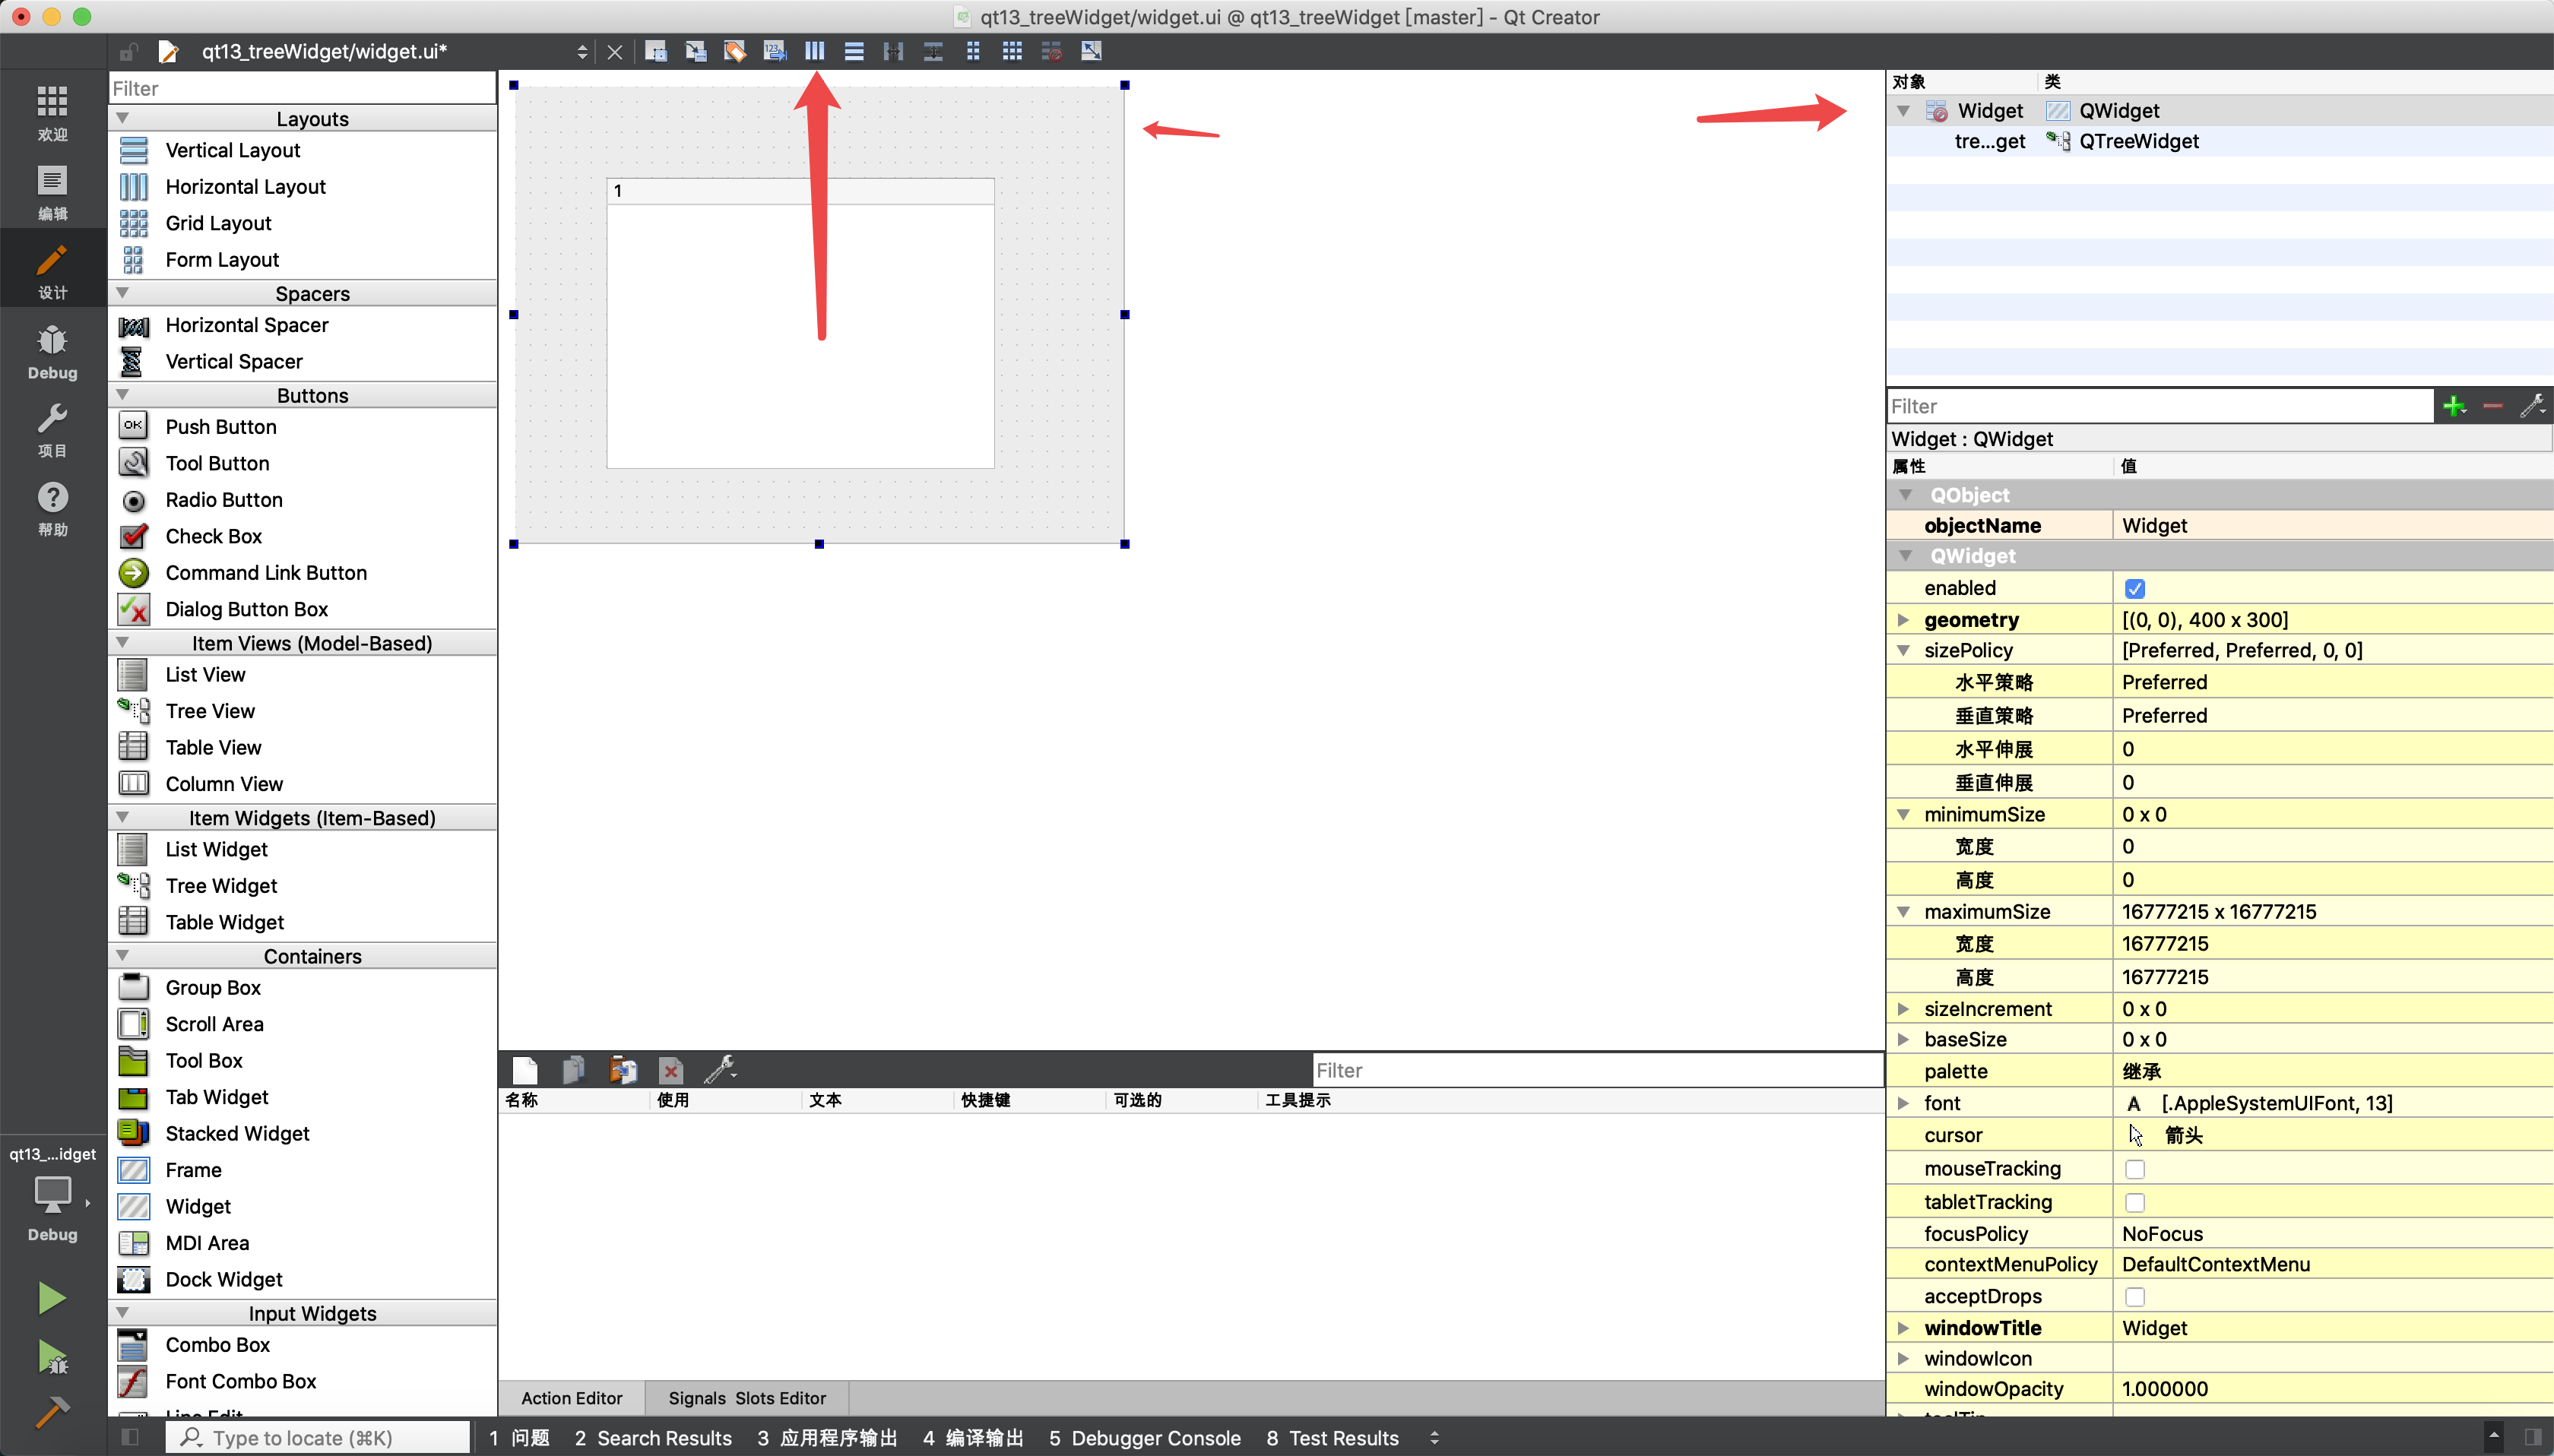 qt13_treeWidget/widget.ui @ qt13_treeWidget [master] - Qt Creator
qt13_treeWidget/widget.ui*
欢迎
编辑
设计
Debug
项目
帮助
qt13_...idget
Debug
Filter
Layouts
Vertical Layout
Horizontal Layout
Grid Layout
Form Layout
Spacers
Horizontal Spacer
Vertical Spacer
Buttons
OK
Push Button
Tool Button
Radio Button
Check Box
Command Link Button
Dialog Button Box
Item Views (Model-Based)
List View
Tree View
Table View
Column View
Item Widgets (Item-Based)
List Widget
Tree Widget
Table Widget
Containers
Group Box
Scroll Area
Tool Box
Tab Widget
Stacked Widget
Frame
Widget
MDI Area
Dock Widget
Input Widgets
Combo Box
Font Combo Box
Line Edit
1
Filter
名称 使用 文本 快捷键 可选的 工具提示
Action Editor Signals Slots Editor
对象 类
Widget QWidget
tre...get QTreeWidget
Filter
Widget : QWidget
属性 值
QObject
objectName Widget
QWidget
enabled
geometry [(0, 0), 400 x 300]
sizePolicy [Preferred, Preferred, 0, 0]
水平策略 Preferred
垂直策略 Preferred
水平伸展 0
垂直伸展 0
minimumSize 0 x 0
宽度 0
高度 0
maximumSize 16777215 x 16777215
宽度 16777215
高度 16777215
sizeIncrement 0 x 0
baseSize 0 x 0
palette 继承
font A [.AppleSystemUIFont, 13]
cursor 箭头
mouseTracking
tabletTracking
focusPolicy NoFocus
contextMenuPolicy DefaultContextMenu
acceptDrops
windowTitle Widget
windowIcon
windowOpacity 1.000000
toolTip
Type to locate (⌘K) 1 问题 2 Search Results 3 应用程序输出 4 编译输出 5 Debugger Console 8 Test Results